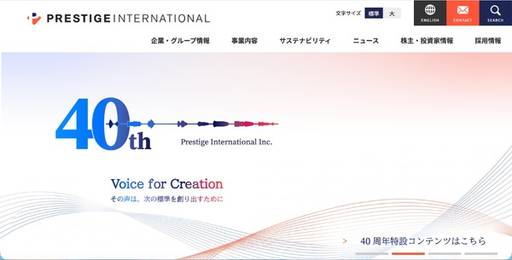 PRESTIGE INTERNATIONAL
文字サイズ 標準 大
ENGLISH
CONTACT
SEARCH
企業・グループ情報 事業内容 サステナビリティ ニュース 株主・投資家情報 採用情報
40th
Prestige International Inc.
Voice for Creation
その声は、次の標準を創り出すために
> 40 周年特設コンテンツはこちら